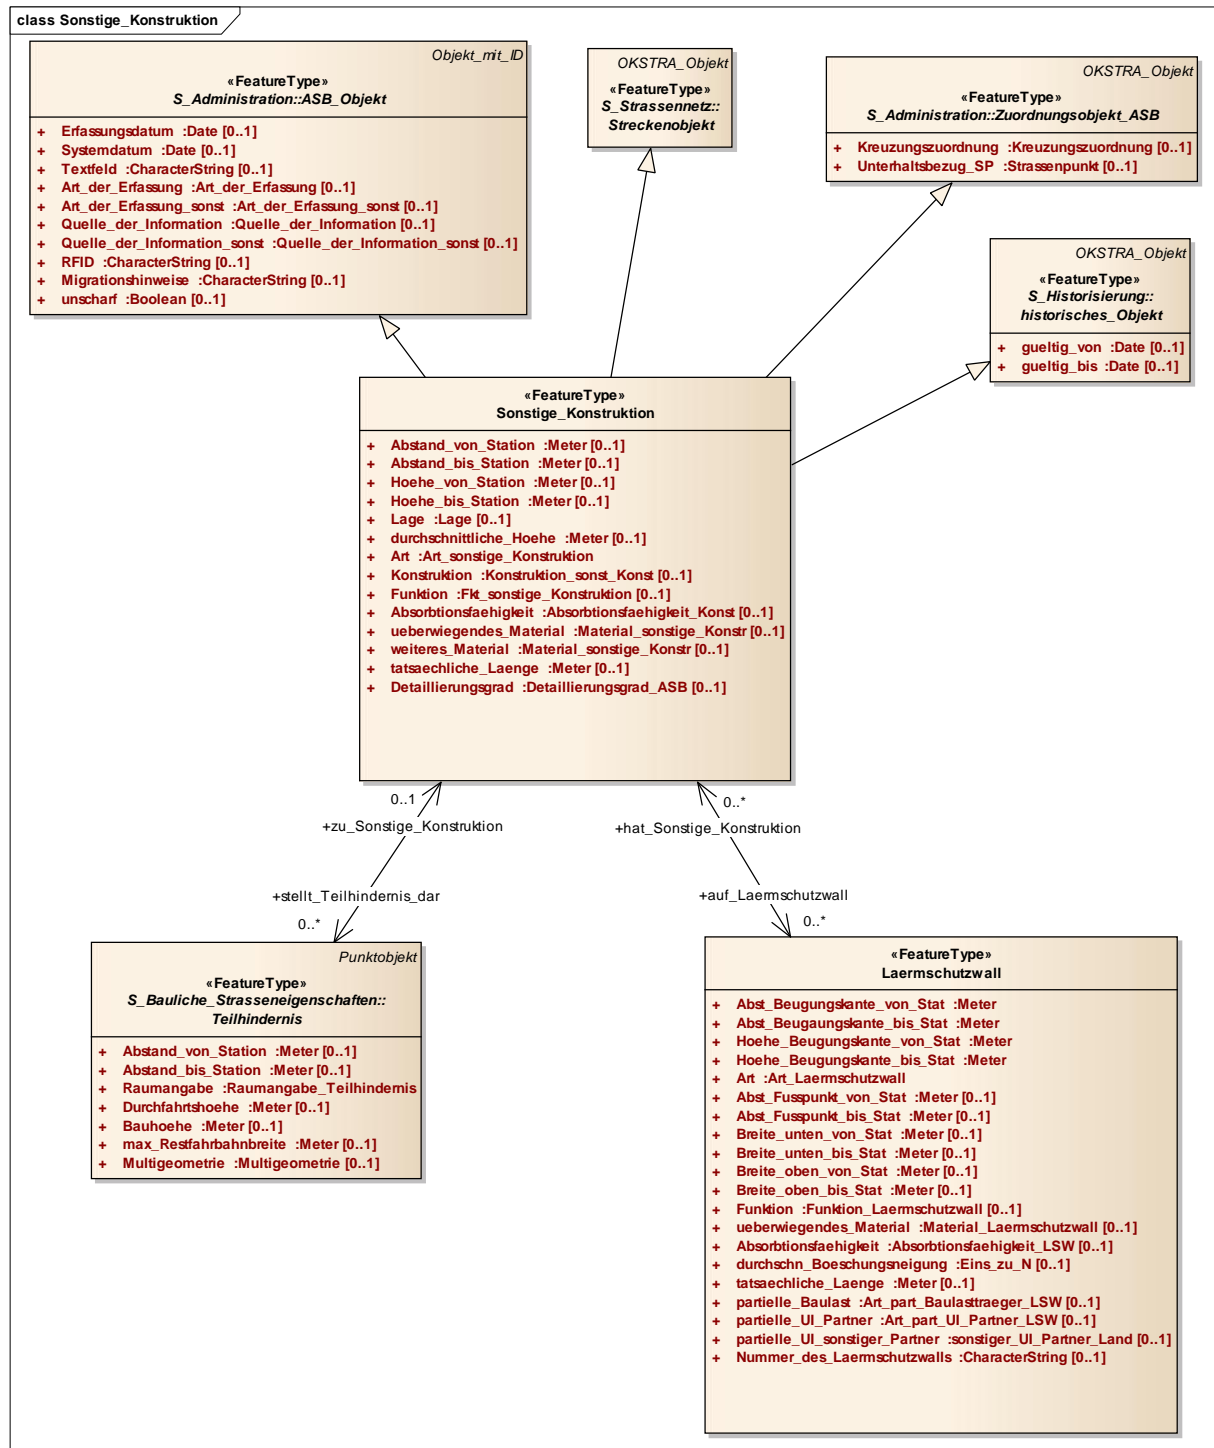 class Sonstige_Konstruktion
Objekt_mit_ID
«FeatureType»
S_Administration::ASB_Objekt
+ Erfassungsdatum :Date [0..1]
+ Systemdatum :Date [0..1]
+ Textfeld :CharacterString [0..1]
+ Art_der_Erfassung :Art_der_Erfassung [0..1]
+ Art_der_Erfassung_sonst :Art_der_Erfassung_sonst [0..1]
+ Quelle_der_Information :Quelle_der_Information [0..1]
+ Quelle_der_Information_sonst :Quelle_der_Information_sonst [0..1]
+ RFID :CharacterString [0..1]
+ Migrationshinweise :CharacterString [0..1]
+ unscharf :Boolean [0..1]
OKSTRA_Objekt
«FeatureType»
S_Strassennetz::
Streckenobjekt
OKSTRA_Objekt
«FeatureType»
S_Administration::Zuordnungsobjekt_ASB
+ Kreuzungszuordnung :Kreuzungszuordnung [0..1]
+ Unterhaltsbezug_SP :Strassenpunkt [0..1]
OKSTRA_Objekt
«FeatureType»
S_Historisierung::
historisches_Objekt
+ gueltig_von :Date [0..1]
+ gueltig_bis :Date [0..1]
«FeatureType»
Sonstige_Konstruktion
+ Abstand_von_Station :Meter [0..1]
+ Abstand_bis_Station :Meter [0..1]
+ Hoehe_von_Station :Meter [0..1]
+ Hoehe_bis_Station :Meter [0..1]
+ Lage :Lage [0..1]
+ durchschnittliche_Hoehe :Meter [0..1]
+ Art :Art_sonstige_Konstruktion
+ Konstruktion :Konstruktion_sonst_Konst [0..1]
+ Funktion :Fkt_sonstige_Konstruktion [0..1]
+ Absorbtionsfaehigkeit :Absorbtionsfaehigkeit_Konst [0..1]
+ ueberwiegendes_Material :Material_sonstige_Konstr [0..1]
+ weiteres_Material :Material_sonstige_Konstr [0..1]
+ tatsaechliche_Laenge :Meter [0..1]
+ Detaillierungsgrad :Detaillierungsgrad_ASB [0..1]
0..1
+zu_Sonstige_Konstruktion
+stellt_Teilhindernis_dar
0..*
0..*
+hat_Sonstige_Konstruktion
+auf_Laermschutzwall
0..*
Punktobjekt
«FeatureType»
S_Bauliche_Strasseneigenschaften::
Teilhindernis
+ Abstand_von_Station :Meter [0..1]
+ Abstand_bis_Station :Meter [0..1]
+ Raumangabe :Raumangabe_Teilhindernis
+ Durchfahrtshoehe :Meter [0..1]
+ Bauhoehe :Meter [0..1]
+ max_Restfahrbahnbreite :Meter [0..1]
+ Multigeometrie :Multigeometrie [0..1]
«FeatureType»
Laermschutzwall
+ Abst_Beugungskante_von_Stat :Meter
+ Abst_Beugaungskante_bis_Stat :Meter
+ Hoehe_Beugungskante_von_Stat :Meter
+ Hoehe_Beugungskante_bis_Stat :Meter
+ Art :Art_Laermschutzwall
+ Abst_Fusspunkt_von_Stat :Meter [0..1]
+ Abst_Fusspunkt_bis_Stat :Meter [0..1]
+ Breite_unten_von_Stat :Meter [0..1]
+ Breite_unten_bis_Stat :Meter [0..1]
+ Breite_oben_von_Stat :Meter [0..1]
+ Breite_oben_bis_Stat :Meter [0..1]
+ Funktion :Funktion_Laermschutzwall [0..1]
+ ueberwiegendes_Material :Material_Laermschutzwall [0..1]
+ Absorbtionsfaehigkeit :Absorbtionsfaehigkeit_LSW [0..1]
+ durchschn_Boeschungsneigung :Eins_zu_N [0..1]
+ tatsaechliche_Laenge :Meter [0..1]
+ partielle_Baulast :Art_part_Baulasttraeger_LSW [0..1]
+ partielle_UI_Partner :Art_part_UI_Partner_LSW [0..1]
+ partielle_UI_sonstiger_Partner :sonstiger_UI_Partner_Land [0..1]
+ Nummer_des_Laermschutzwalls :CharacterString [0..1]